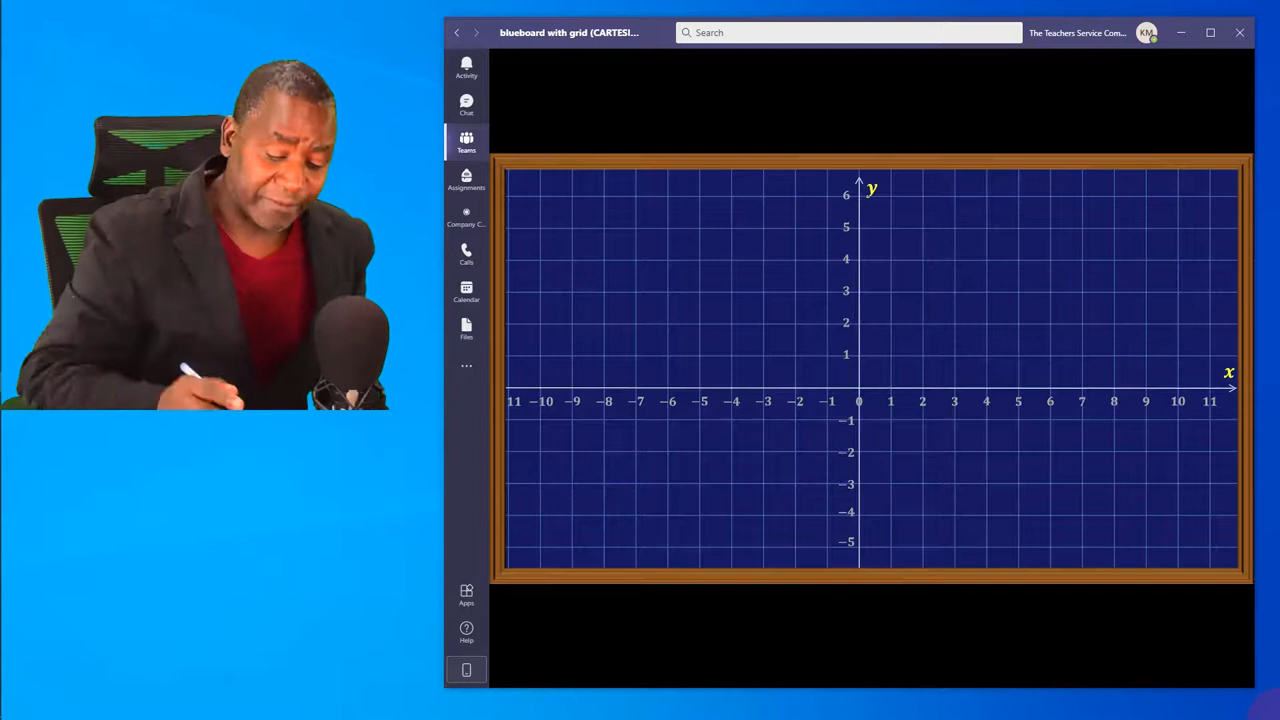 blueboard with grid (CARTESI...
Search
The Teachers Service Com...
KM
Activity
Chat
Teams
Assignments
Company C...
Calls
Calendar
Files
Apps
Help
y
6
5
4
3
2
1
x
11 −10 −9 −8 −7 −6 −5 −4 −3 −2 −1 0 1 2 3 4 5 6 7 8 9 10 11
−1
−2
−3
−4
−5